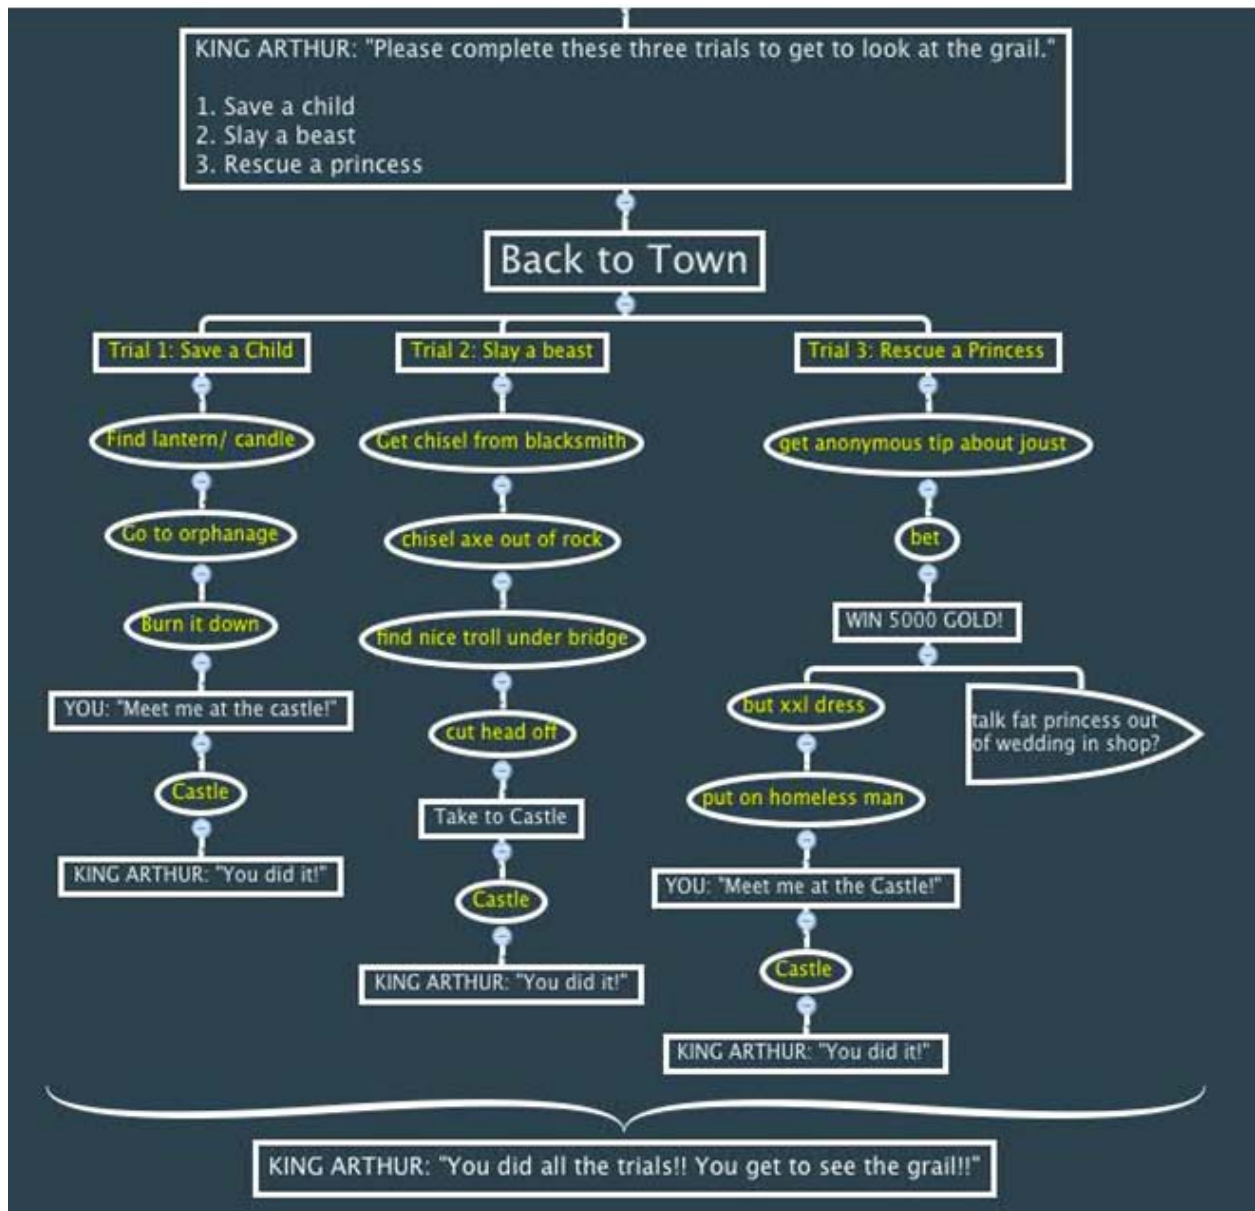 KING ARTHUR: "Please complete these three trials to get to look at the grail."
1. Save a child
2. Slay a beast
3. Rescue a princess
Back to Town
Trial 1: Save a Child
Find lantern/ candle
Go to orphanage
Burn it down
YOU: "Meet me at the castle!"
Castle
KING ARTHUR: "You did it!"
Trial 2: Slay a beast
Get chisel from blacksmith
chisel axe out of rock
find nice troll under bridge
cut head off
Take to Castle
Castle
KING ARTHUR: "You did it!"
Trial 3: Rescue a Princess
get anonymous tip about joust
bet
WIN 5000 GOLD!
but xxl dress
put on homeless man
YOU: "Meet me at the Castle!"
Castle
KING ARTHUR: "You did it!"
talk fat princess out
of wedding in shop?
KING ARTHUR: "You did all the trials!! You get to see the grail!!"